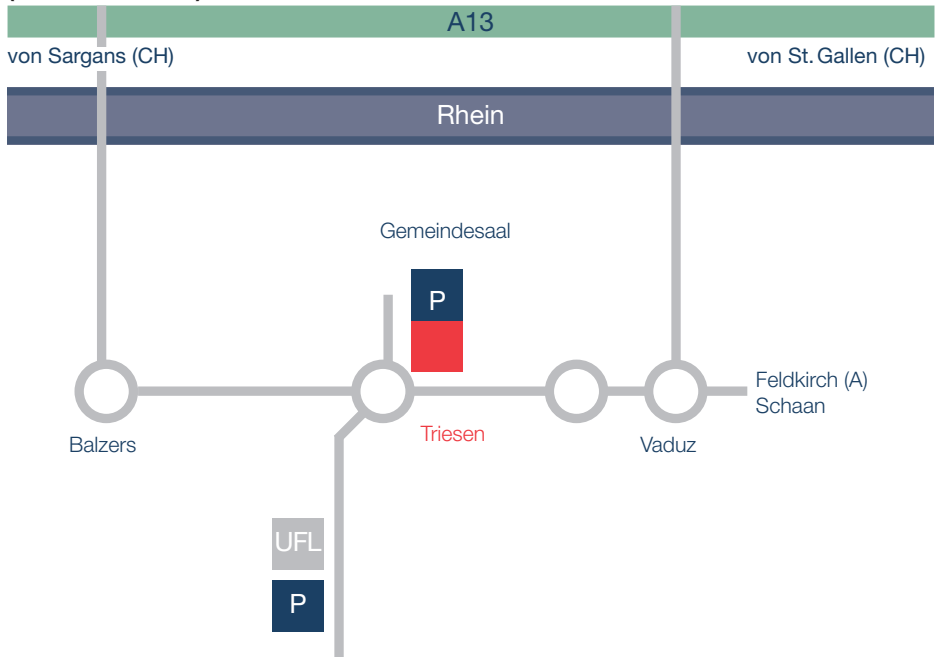 A13
von Sargans (CH)
von St. Gallen (CH)
Rhein
Gemeindesaal
P
Feldkirch (A)
Schaan
Triesen
Balzers
Vaduz
UFL
P